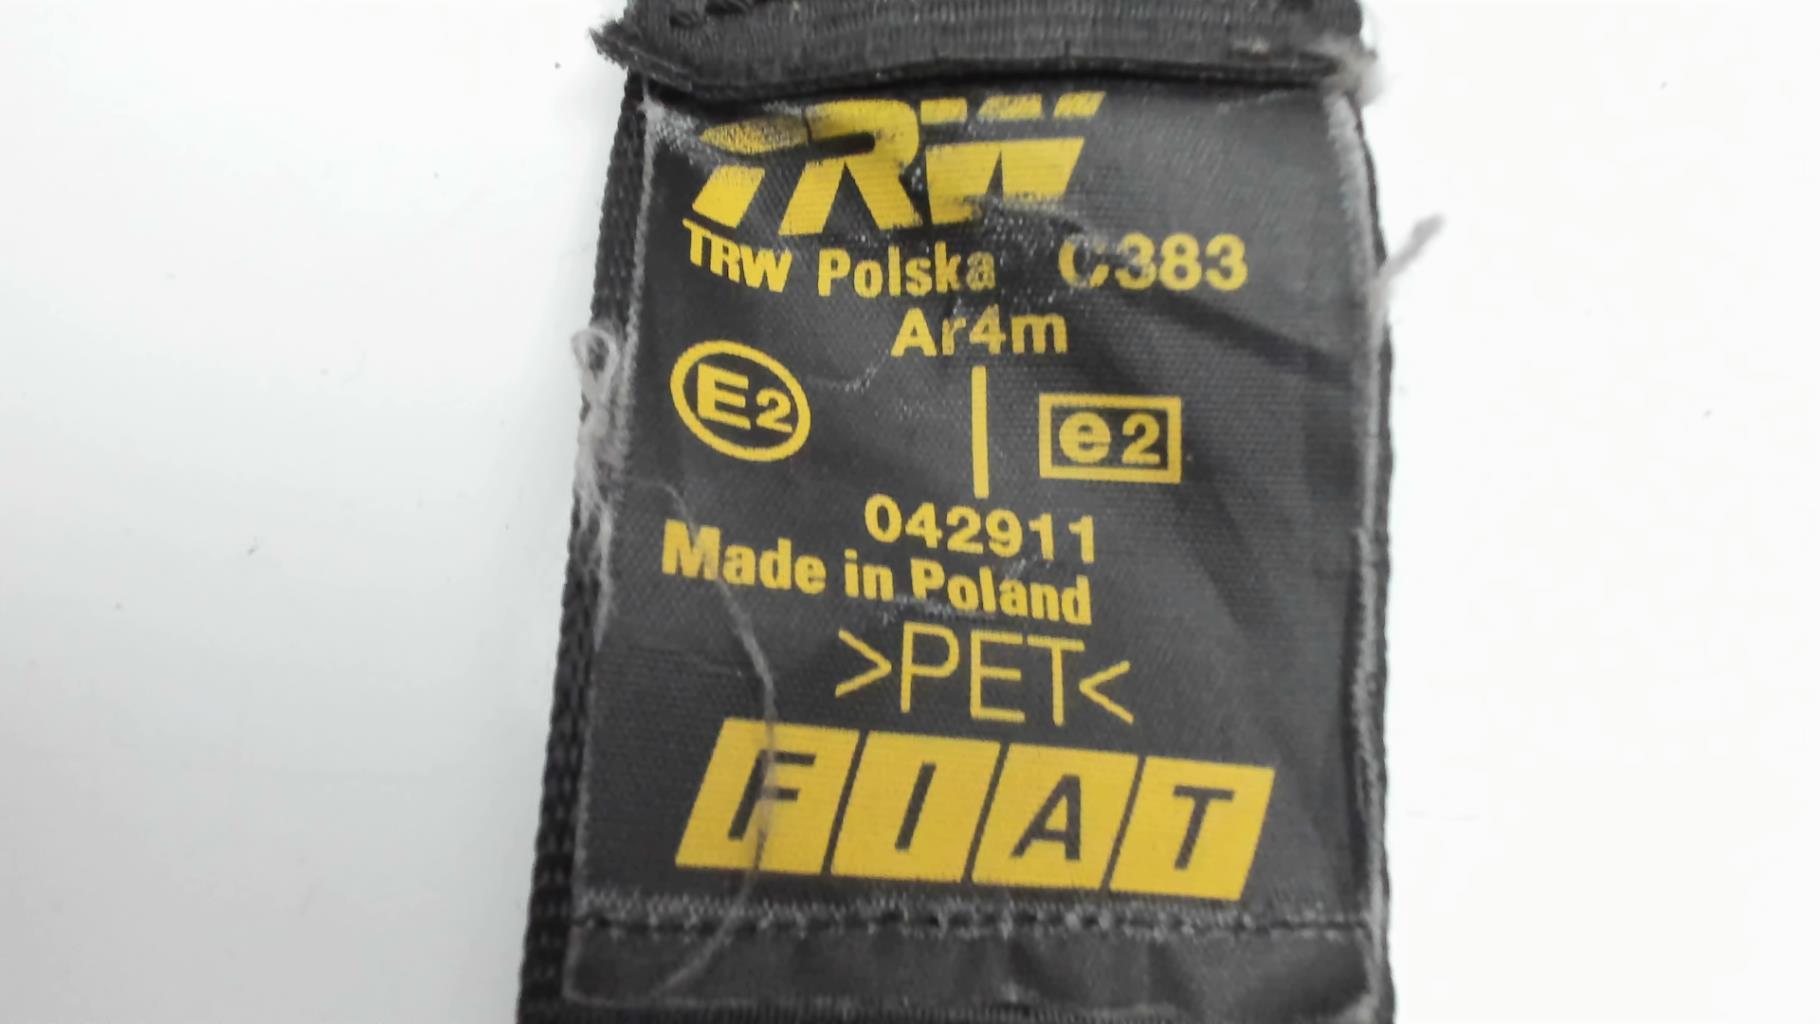 TRW
TRW Polska C383
Ar4m
E2 e2
042911
Made in Poland
>PET<
FIAT